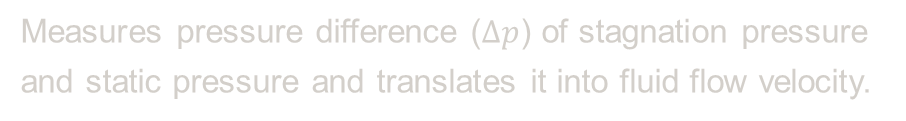 Measures pressure difference (Δ𝑝) of stagnation pressure
and static pressure and translates it into fluid flow velocity.